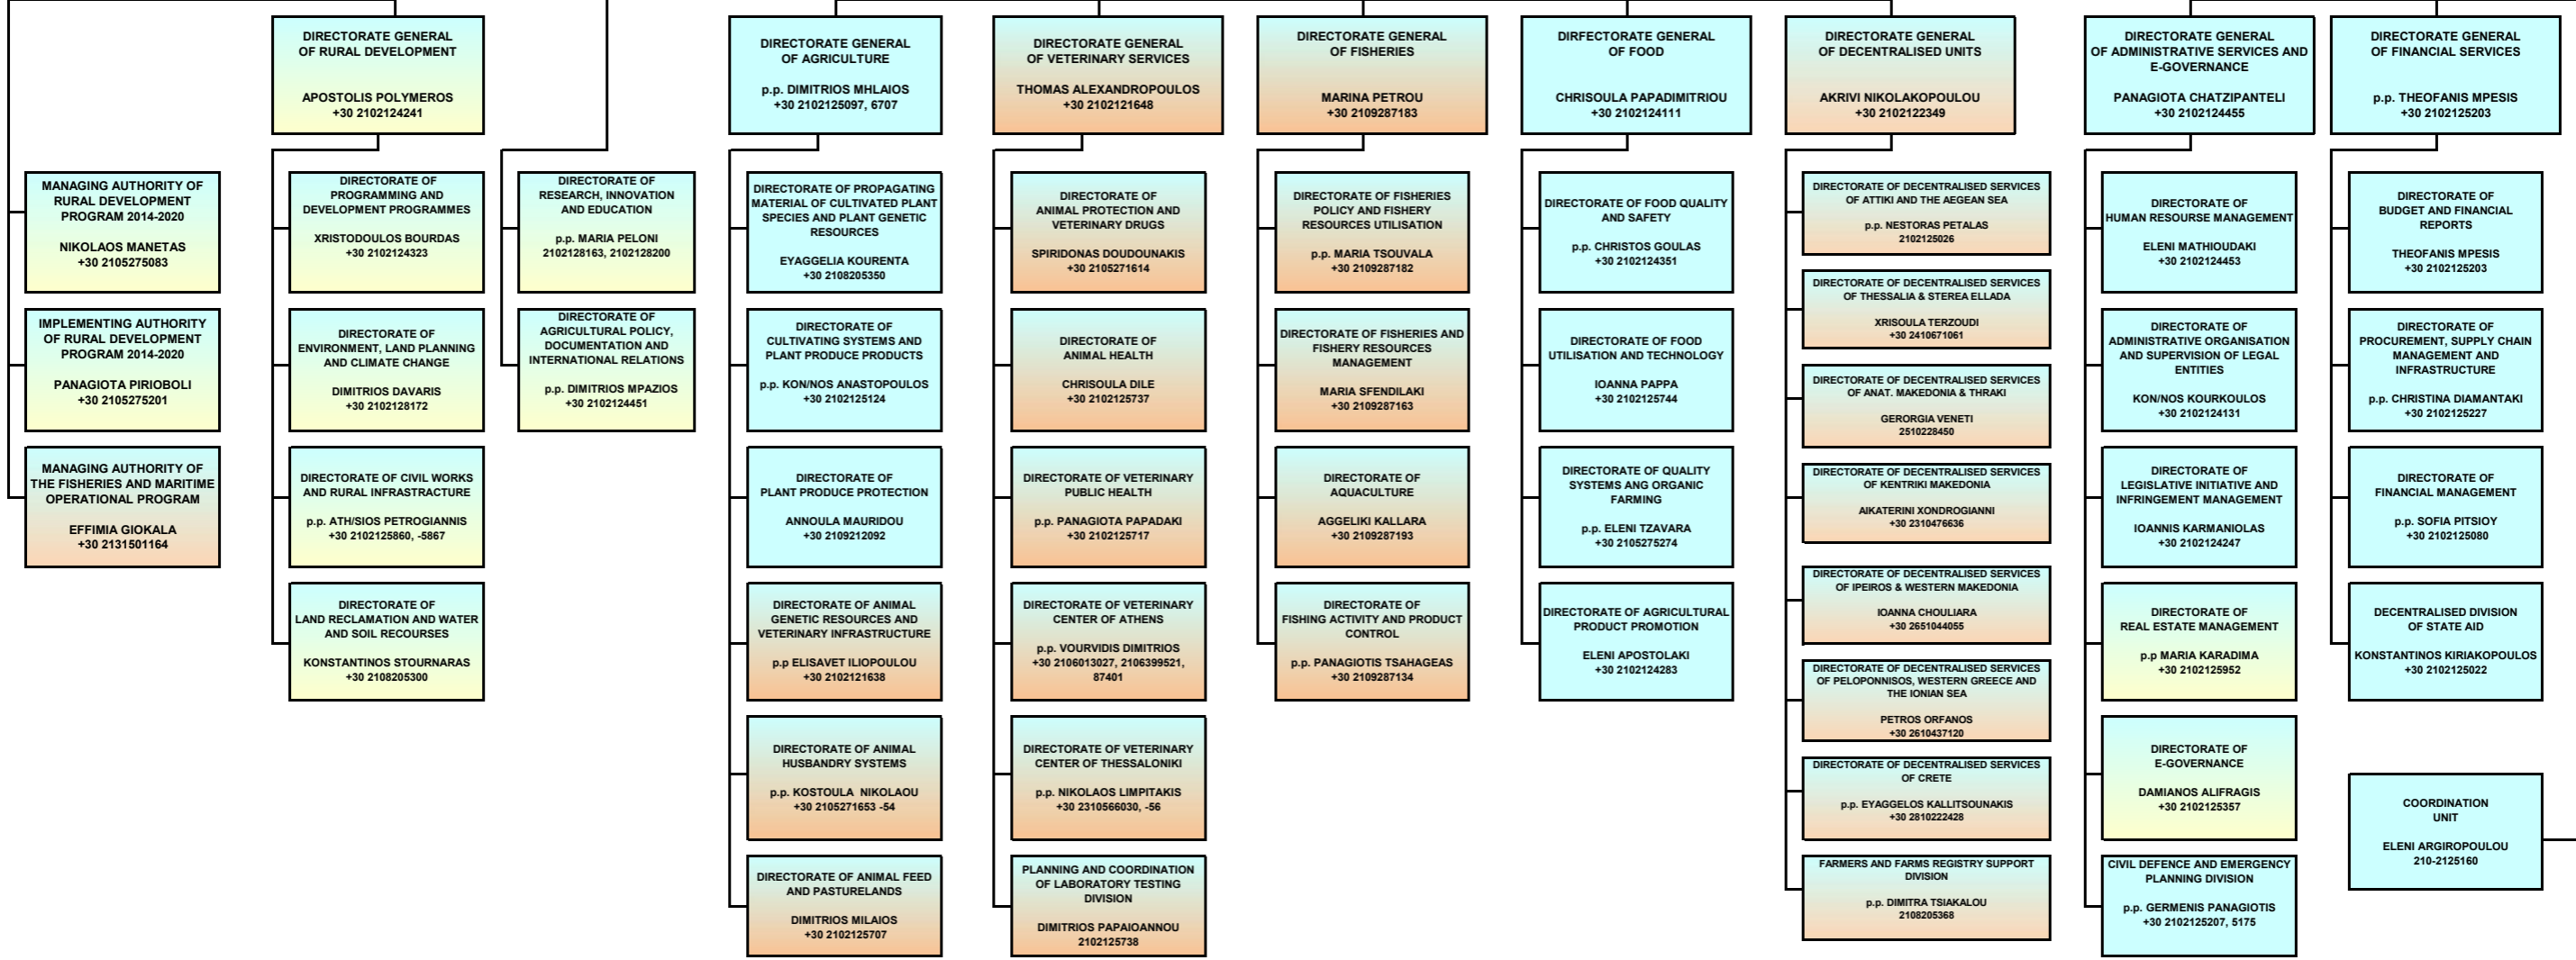 DIRECTORATE GENERAL
OF RURAL DEVELOPMENT
APOSTOLIS POLYMEROS
+30 2102124241
DIRECTORATE GENERAL
OF AGRICULTURE
p.p. DIMITRIOS MHLAIOS
+30 2102125097, 6707
DIRECTORATE GENERAL
OF VETERINARY SERVICES
THOMAS ALEXANDROPOULOS
+30 2102121648
DIRECTORATE GENERAL
OF FISHERIES
MARINA PETROU
+30 2109287183
DIRFECTORATE GENERAL
OF FOOD
CHRISOULA PAPADIMITRIOU
+30 2102124111
DIRECTORATE GENERAL
OF DECENTRALISED UNITS
AKRIVI NIKOLAKOPOULOU
+30 2102122349
DIRECTORATE GENERAL
OF ADMINISTRATIVE SERVICES AND
E-GOVERNANCE
PANAGIOTA CHATZIPANTELI
+30 2102124455
DIRECTORATE GENERAL
OF FINANCIAL SERVICES
p.p. THEOFANIS MPESIS
+30 2102125203
MANAGING AUTHORITY OF
RURAL DEVELOPMENT
PROGRAM 2014-2020
NIKOLAOS MANETAS
+30 2105275083
IMPLEMENTING AUTHORITY
OF RURAL DEVELOPMENT
PROGRAM 2014-2020
PANAGIOTA PIRIOBOLI
+30 2105275201
MANAGING AUTHORITY OF
THE FISHERIES AND MARITIME
OPERATIONAL PROGRAM
EFFIMIA GIOKALA
+30 2131501164
DIRECTORATE OF
PROGRAMMING AND
DEVELOPMENT PROGRAMMES
XRISTODOULOS BOURDAS
+30 2102124323
DIRECTORATE OF
ENVIRONMENT, LAND PLANNING
AND CLIMATE CHANGE
DIMITRIOS DAVARIS
+30 2102128172
DIRECTORATE OF CIVIL WORKS
AND RURAL INFRASTRACTURE
p.p. ATH/SIOS PETROGIANNIS
+30 2102125860, -5867
DIRECTORATE OF
LAND RECLAMATION AND WATER
AND SOIL RECOURSES
KONSTANTINOS STOURNARAS
+30 2108205300
DIRECTORATE OF
RESEARCH, INNOVATION
AND EDUCATION
p.p. MARIA PELONI
2102128163, 2102128200
DIRECTORATE OF
AGRICULTURAL POLICY,
DOCUMENTATION AND
INTERNATIONAL RELATIONS
p.p. DIMITRIOS MPAZIOS
+30 2102124451
DIRECTORATE OF PROPAGATING
MATERIAL OF CULTIVATED PLANT
SPECIES AND PLANT GENETIC
RESOURCES
EYAGGELIA KOURENTA
+30 2108205350
DIRECTORATE OF
CULTIVATING SYSTEMS AND
PLANT PRODUCE PRODUCTS
p.p. KON/NOS ANASTOPOULOS
+30 2102125124
DIRECTORATE OF
PLANT PRODUCE PROTECTION
ANNOULA MAURIDOU
+30 2109212092
DIRECTORATE OF ANIMAL
GENETIC RESOURCES AND
VETERINARY INFRASTRUCTURE
p.p ELISAVET ILIOPOULOU
+30 2102121638
DIRECTORATE OF ANIMAL
HUSBANDRY SYSTEMS
p.p. KOSTOULA NIKOLAOU
+30 2105271653 -54
DIRECTORATE OF ANIMAL FEED
AND PASTURELANDS
DIMITRIOS MILAIOS
+30 2102125707
DIRECTORATE OF
ANIMAL PROTECTION AND
VETERINARY DRUGS
SPIRIDONAS DOUDOUNAKIS
+30 2105271614
DIRECTORATE OF
ANIMAL HEALTH
CHRISOULA DILE
+30 2102125737
DIRECTORATE OF VETERINARY
PUBLIC HEALTH
p.p. PANAGIOTA PAPADAKI
+30 2102125717
DIRECTORATE OF VETERINARY
CENTER OF ATHENS
p.p. VOURVIDIS DIMITRIOS
+30 2106013027, 2106399521,
87401
DIRECTORATE OF VETERINARY
CENTER OF THESSALONIKI
p.p. NIKOLAOS LIMPITAKIS
+30 2310566030, -56
PLANNING AND COORDINATION
OF LABORATORY TESTING
DIVISION
DIMITRIOS PAPAIOANNOU
2102125738
DIRECTORATE OF FISHERIES
POLICY AND FISHERY
RESOURCES UTILISATION
p.p. MARIA TSOUVALA
+30 2109287182
DIRECTORATE OF FISHERIES AND
FISHERY RESOURCES
MANAGEMENT
MARIA SFENDILAKI
+30 2109287163
DIRECTORATE OF
AQUACULTURE
AGGELIKI KALLARA
+30 2109287193
DIRECTORATE OF
FISHING ACTIVITY AND PRODUCT
CONTROL
p.p. PANAGIOTIS TSAHAGEAS
+30 2109287134
DIRECTORATE OF FOOD QUALITY
AND SAFETY
p.p. CHRISTOS GOULAS
+30 2102124351
DIRECTORATE OF FOOD
UTILISATION AND TECHNOLOGY
IOANNA PAPPA
+30 2102125744
DIRECTORATE OF QUALITY
SYSTEMS ANG ORGANIC
FARMING
p.p. ELENI TZAVARA
+30 2105275274
DIRECTORATE OF AGRICULTURAL
PRODUCT PROMOTION
ELENI APOSTOLAKI
+30 2102124283
DIRECTORATE OF DECENTRALISED SERVICES
OF ATTIKI AND THE AEGEAN SEA
p.p. NESTORAS PETALAS
2102125026
DIRECTORATE OF DECENTRALISED SERVICES
OF THESSALIA & STEREA ELLADA
XRISOULA TERZOUDI
+30 2410671061
DIRECTORATE OF DECENTRALISED SERVICES
OF ANAT. MAKEDONIA & THRAKI
GERORGIA VENETI
2510228450
DIRECTORATE OF DECENTRALISED SERVICES
OF KENTRIKI MAKEDONIA
AIKATERINI XONDROGIANNI
+30 2310476636
DIRECTORATE OF DECENTRALISED SERVICES
OF IPEIROS & WESTERN MAKEDONIA
IOANNA CHOULIARA
+30 2651044055
DIRECTORATE OF DECENTRALISED SERVICES
OF PELOPONNISOS, WESTERN GREECE AND
THE IONIAN SEA
PETROS ORFANOS
+30 2610437120
DIRECTORATE OF DECENTRALISED SERVICES
OF CRETE
p.p. EYAGGELOS KALLITSOUNAKIS
+30 2810222428
FARMERS AND FARMS REGISTRY SUPPORT
DIVISION
p.p. DIMITRA TSIAKALOU
2108205368
DIRECTORATE OF
HUMAN RESOURSE MANAGEMENT
ELENI MATHIOUDAKI
+30 2102124453
DIRECTORATE OF
ADMINISTRATIVE ORGANISATION
AND SUPERVISION OF LEGAL
ENTITIES
KON/NOS KOURKOULOS
+30 2102124131
DIRECTORATE OF
LEGISLATIVE INITIATIVE AND
INFRINGEMENT MANAGEMENT
IOANNIS KARMANIOLAS
+30 2102124247
DIRECTORATE OF
REAL ESTATE MANAGEMENT
p.p MARIA KARADIMA
+30 2102125952
DIRECTORATE OF
E-GOVERNANCE
DAMIANOS ALIFRAGIS
+30 2102125357
CIVIL DEFENCE AND EMERGENCY
PLANNING DIVISION
p.p. GERMENIS PANAGIOTIS
+30 2102125207, 5175
DIRECTORATE OF
BUDGET AND FINANCIAL
REPORTS
THEOFANIS MPESIS
+30 2102125203
DIRECTORATE OF
PROCUREMENT, SUPPLY CHAIN
MANAGEMENT AND
INFRASTRUCTURE
p.p. CHRISTINA DIAMANTAKI
+30 2102125227
DIRECTORATE OF
FINANCIAL MANAGEMENT
p.p. SOFIA PITSIOY
+30 2102125080
DECENTRALISED DIVISION
OF STATE AID
KONSTANTINOS KIRIAKOPOULOS
+30 2102125022
COORDINATION
UNIT
ELENI ARGIROPOULOU
210-2125160